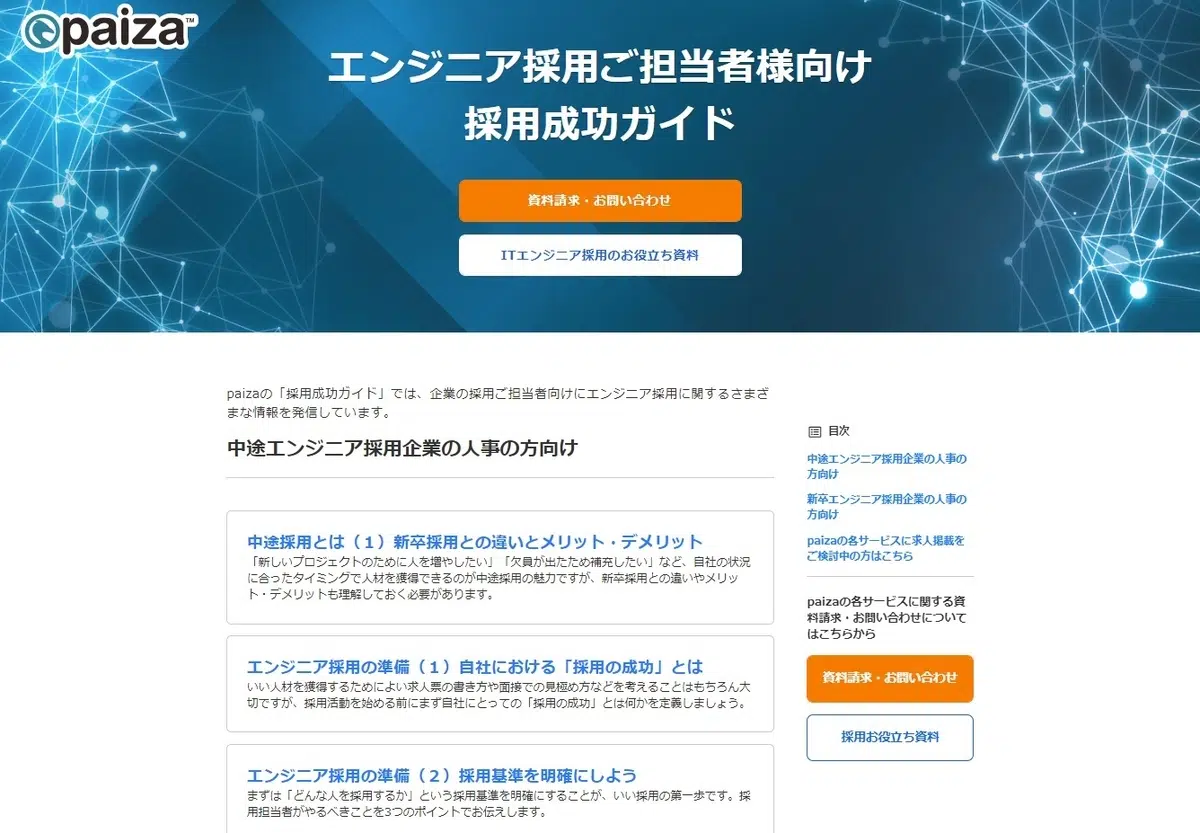 paiza™
エンジニア採用ご担当者様向け
採用成功ガイド
資料請求・お問い合わせ
ITエンジニア採用のお役立ち資料
paizaの「採用成功ガイド」では、企業の採用ご担当者向けにエンジニア採用に関するさまざ
まな情報を発信しています。
中途エンジニア採用企業の人事の方向け
中途採用とは（１）新卒採用との違いとメリット・デメリット
「新しいプロジェクトのために人を増やしたい」「欠員が出たため補充したい」など、自社の状況
に合ったタイミングで人材を獲得できるのが中途採用の魅力ですが、新卒採用との違いやメリッ
ト・デメリットも理解しておく必要があります。
エンジニア採用の準備（１）自社における「採用の成功」とは
いい人材を獲得するためによい求人票の書き方や面接での見極め方などを考えることはもちろん大
切ですが、採用活動を始める前にまず自社にとっての「採用の成功」とは何かを定義しましょう。
エンジニア採用の準備（２）採用基準を明確にしよう
まずは「どんな人を採用するか」という採用基準を明確にすることが、いい採用の第一歩です。採
用担当者がやるべきことを3つのポイントでお伝えします。
目次
中途エンジニア採用企業の人事の
方向け
新卒エンジニア採用企業の人事の
方向け
paizaの各サービスに求人掲載を
ご検討中の方はこちら
paizaの各サービスに関する資
料請求・お問い合わせについて
はこちらから
資料請求・お問い合わせ
採用お役立ち資料